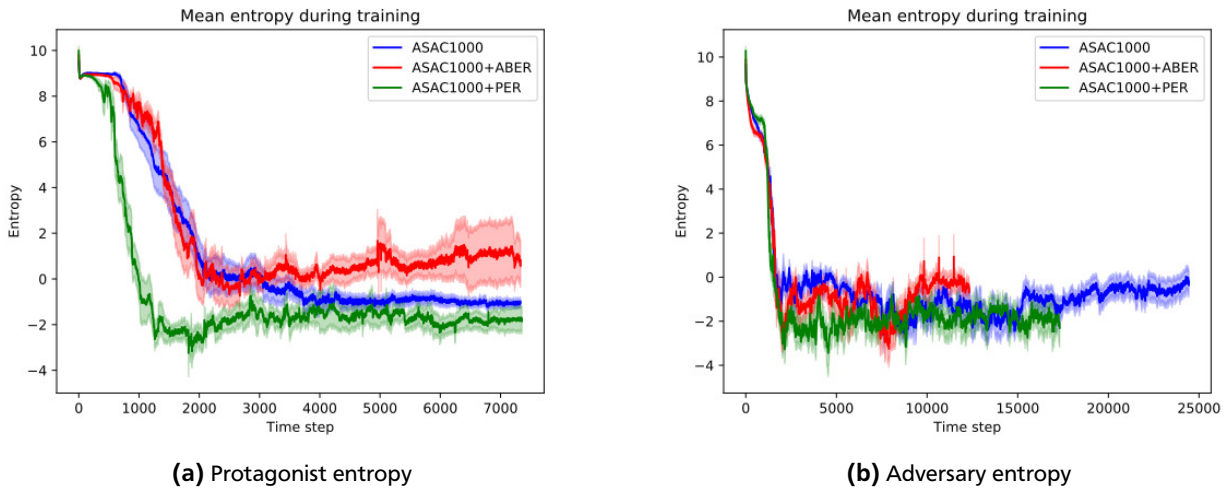 Mean entropy during training
10
8
6
4
2
0
−2
−4
Entropy
ASAC1000
ASAC1000+ABER
ASAC1000+PER
0 1000 2000 3000 4000 5000 6000 7000
Time step
(a) Protagonist entropy
Mean entropy during training
10
8
6
4
2
0
−2
−4
Entropy
ASAC1000
ASAC1000+ABER
ASAC1000+PER
0 5000 10000 15000 20000 25000
Time step
(b) Adversary entropy